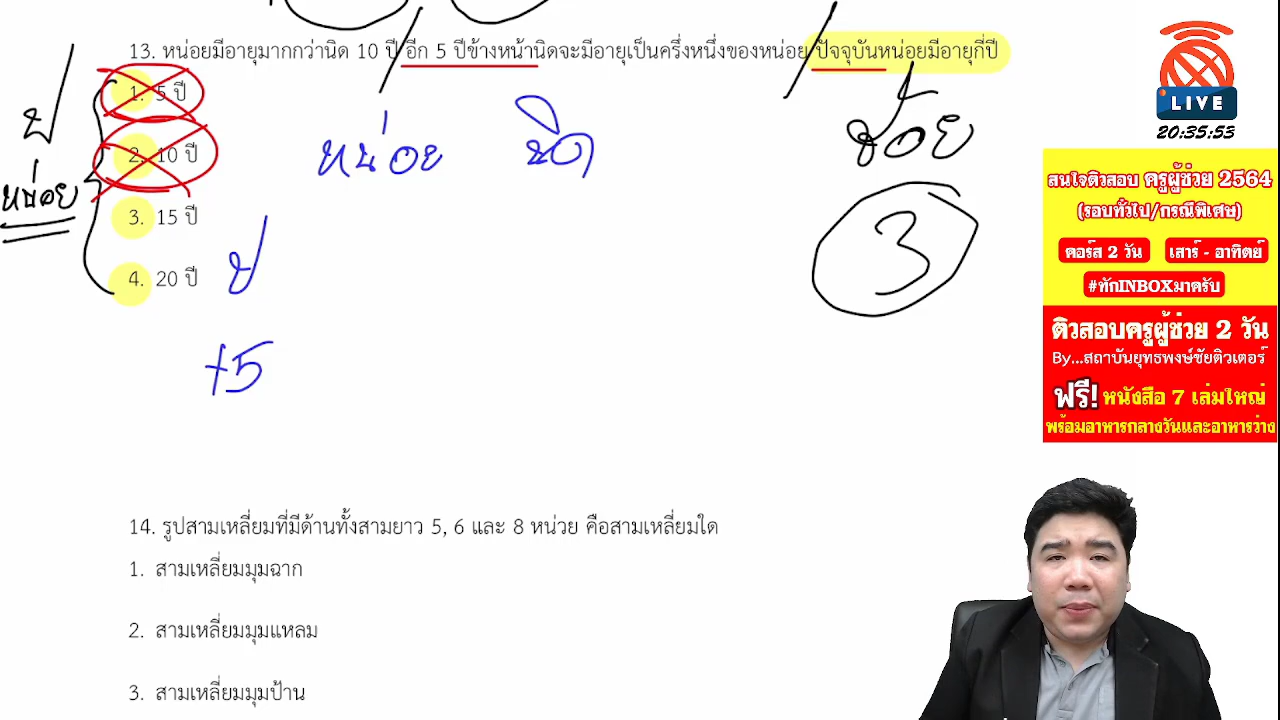 13. หน่อยมีอายุมากกว่านิด 10 ปี อีก 5 ปีข้างหน้านิดจะมีอายุเป็นครึ่งหนึ่งของหน่อย ปัจจุบันหน่อยมีอายุกี่ปี
1. 5 ปี
2. 10 ปี
3. 15 ปี
4. 20 ปี
ป
หน่อย
หน่อย นิด
ป
+5
ข้อย
3
14. รูปสามเหลี่ยมที่มีด้านทั้งสามยาว 5, 6 และ 8 หน่วย คือสามเหลี่ยมใด
1. สามเหลี่ยมมุมฉาก
2. สามเหลี่ยมมุมแหลม
3. สามเหลี่ยมมุมป้าน
LIVE
20:35:53
สนใจติวสอบ ครูผู้ช่วย 2564
(รอบทั่วไป/กรณีพิเศษ)
คอร์ส 2 วัน เสาร์ - อาทิตย์
#ทักINBOXมาครับ
ติวสอบครูผู้ช่วย 2 วัน
By...สถาบันยุทธพงษ์ชัยติวเตอร์
ฟรี! หนังสือ 7 เล่มใหญ่
พร้อมอาหารกลางวันและอาหารว่าง